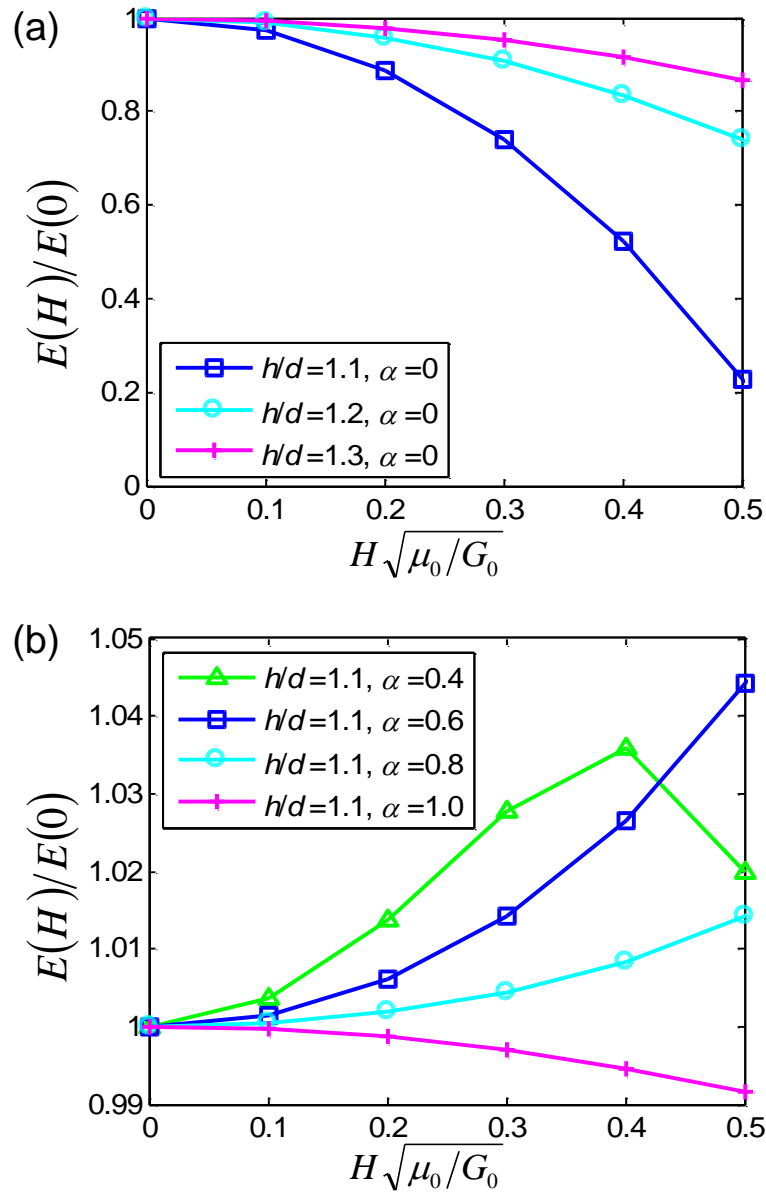 (a)
1
0.8
0.6
0.4
0.2
0
E(H)/E(0)
h/d=1.1, α=0
h/d=1.2, α=0
h/d=1.3, α=0
0 0.1 0.2 0.3 0.4 0.5
H√μ₀/G₀
(b)
1.05
1.04
1.03
1.02
1.01
1
0.99
E(H)/E(0)
h/d=1.1, α=0.4
h/d=1.1, α=0.6
h/d=1.1, α=0.8
h/d=1.1, α=1.0
0 0.1 0.2 0.3 0.4 0.5
H√μ₀/G₀